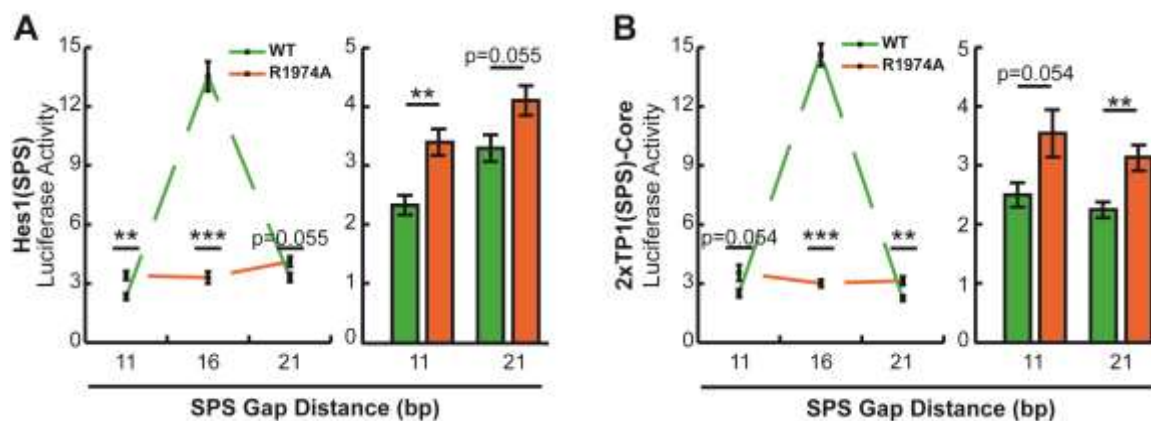 A
Hes1(SPS)
Luciferase Activity
15
12
9
6
3
0
WT
R1974A
**
***
p=0.055
11
16
21
5
4
3
2
1
0
**
p=0.055
11
21
B
2xTP1(SPS)-Core
Luciferase Activity
15
12
9
6
3
0
WT
R1974A
p=0.054
***
**
11
16
21
5
4
3
2
1
0
p=0.054
**
11
21
SPS Gap Distance (bp)
SPS Gap Distance (bp)